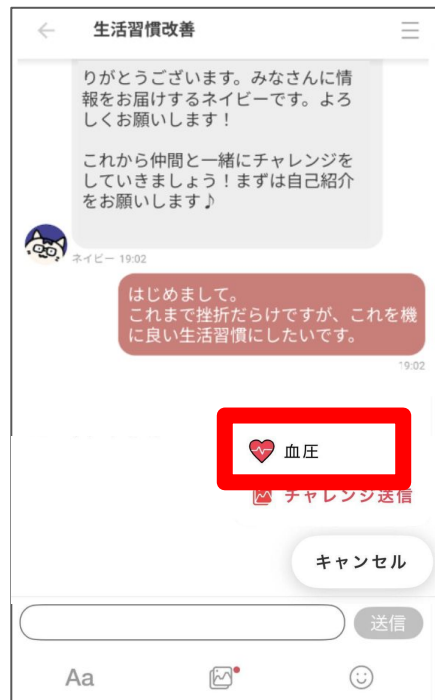 生活習慣改善
りがとうございます。みなさんに情
報をお届けするネイビーです。よろ
しくお願いします！
これから仲間と一緒にチャレンジを
していきましょう！まずは自己紹介
をお願いします♪
ネイビー 19:02
はじめまして。
これまで挫折だらけですが、これを機
に良い生活習慣にしたいです。
19:02
血圧
チャレンジ送信
キャンセル
送信
Aa